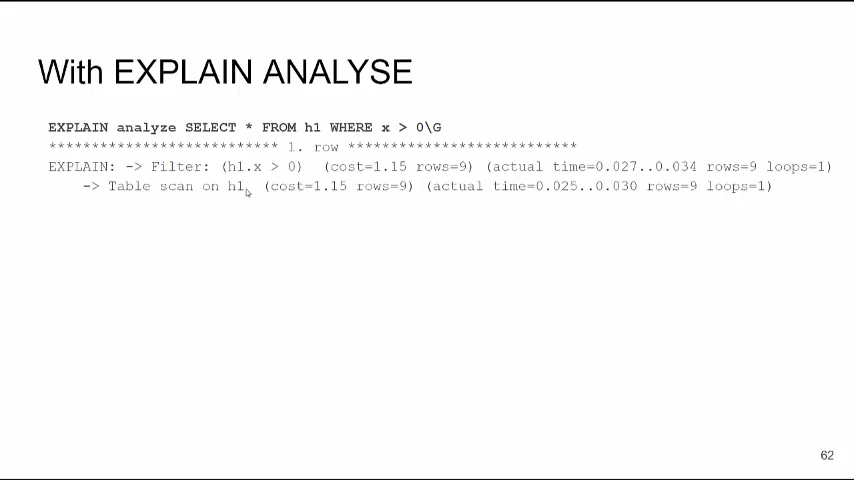 With EXPLAIN ANALYSE
EXPLAIN analyze SELECT * FROM h1 WHERE x > 0\G
*************************** 1. row ***************************
EXPLAIN: -> Filter: (h1.x > 0)  (cost=1.15 rows=9) (actual time=0.027..0.034 rows=9 loops=1)
    -> Table scan on h1  (cost=1.15 rows=9) (actual time=0.025..0.030 rows=9 loops=1)
62